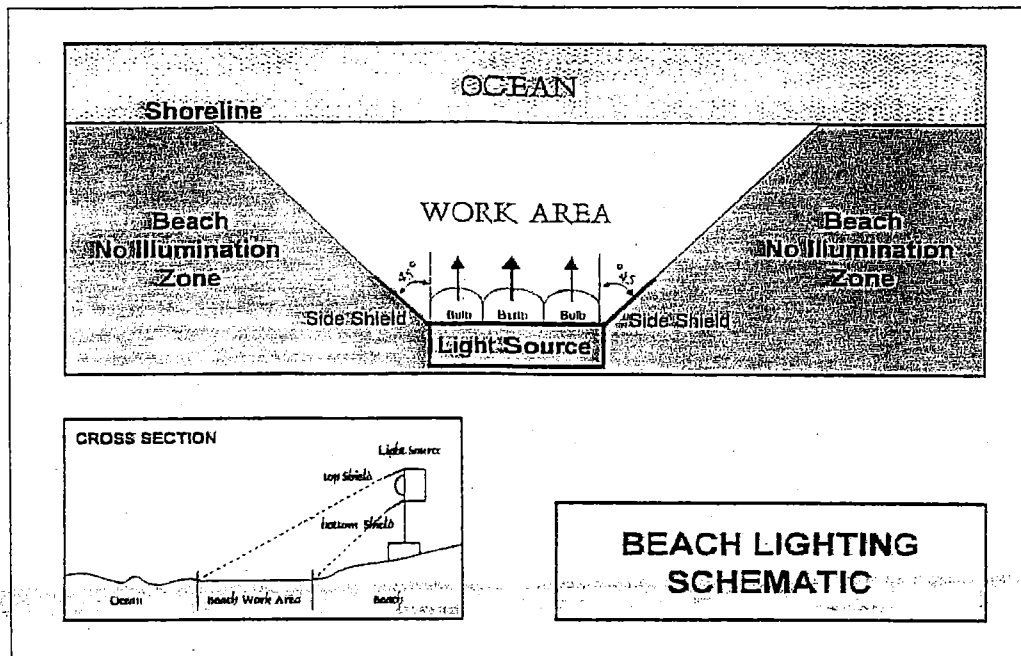 OCEAN
Shoreline
WORK AREA
Beach
No Illumination
Zone
Beach
No Illumination
Zone
45°
45°
Side Shield
Bulb
Bulb
Bulb
Side Shield
Light Source
CROSS SECTION
Light Source
top Shield
bottom Shield
Ocean
Beach Work Area
Beach
BEACH LIGHTING
SCHEMATIC